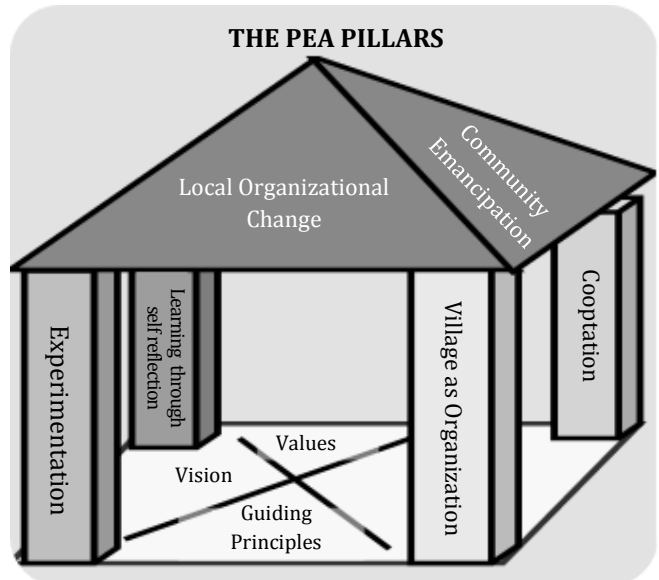 THE PEA PILLARS
Local Organizational
Change
Community
Emancipation
Experimentation
Learning through
self reflection
Village as Organization
Cooptation
Values
Vision
Guiding
Principles